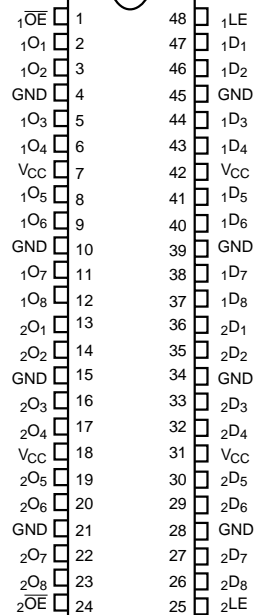 1OE 1 48 1LE
1O1 2 47 1D1
1O2 3 46 1D2
GND 4 45 GND
1O3 5 44 1D3
1O4 6 43 1D4
VCC 7 42 VCC
1O5 8 41 1D5
1O6 9 40 1D6
GND 10 39 GND
1O7 11 38 1D7
1O8 12 37 1D8
2O1 13 36 2D1
2O2 14 35 2D2
GND 15 34 GND
2O3 16 33 2D3
2O4 17 32 2D4
VCC 18 31 VCC
2O5 19 30 2D5
2O6 20 29 2D6
GND 21 28 GND
2O7 22 27 2D7
2O8 23 26 2D8
2OE 24 25 2LE